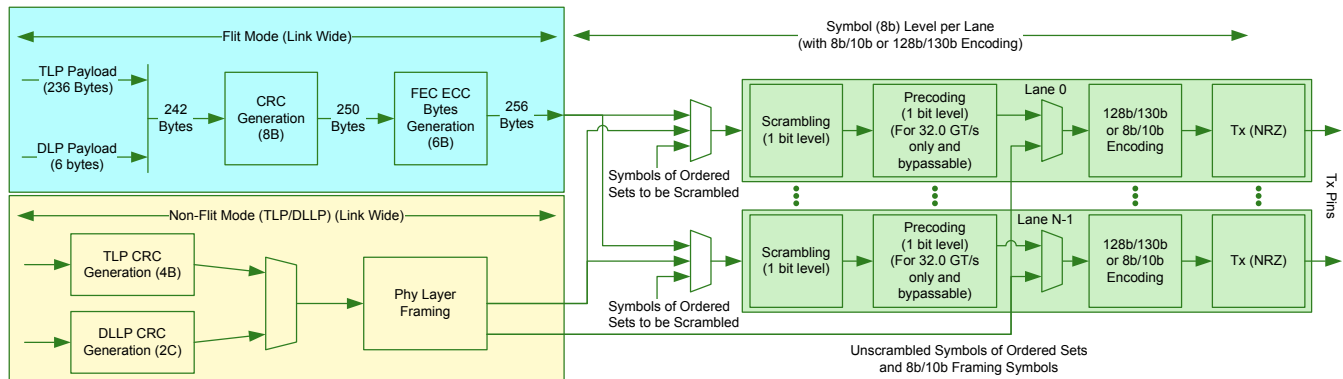 Flit Mode (Link Wide)
TLP Payload
(236 Bytes)
DLP Payload
(6 bytes)
242
Bytes
CRC
Generation
(8B)
250
Bytes
FEC ECC
Bytes
Generation
(6B)
256
Bytes
Non-Flit Mode (TLP/DLLP) (Link Wide)
TLP CRC
Generation (4B)
DLLP CRC
Generation (2C)
Phy Layer
Framing
Symbol (8b) Level per Lane
(with 8b/10b or 128b/130b Encoding)
Symbols of Ordered
Sets to be Scrambled
Scrambling
(1 bit level)
Precoding
(1 bit level)
(For 32.0 GT/s
only and
bypassable)
Lane 0
128b/130b
or 8b/10b
Encoding
Tx (NRZ)
Symbols of Ordered
Sets to be Scrambled
Scrambling
(1 bit level)
Precoding
(1 bit level)
(For 32.0 GT/s
only and
bypassable)
Lane N-1
128b/130b
or 8b/10b
Encoding
Tx (NRZ)
Tx Pins
Unscrambled Symbols of Ordered Sets
and 8b/10b Framing Symbols